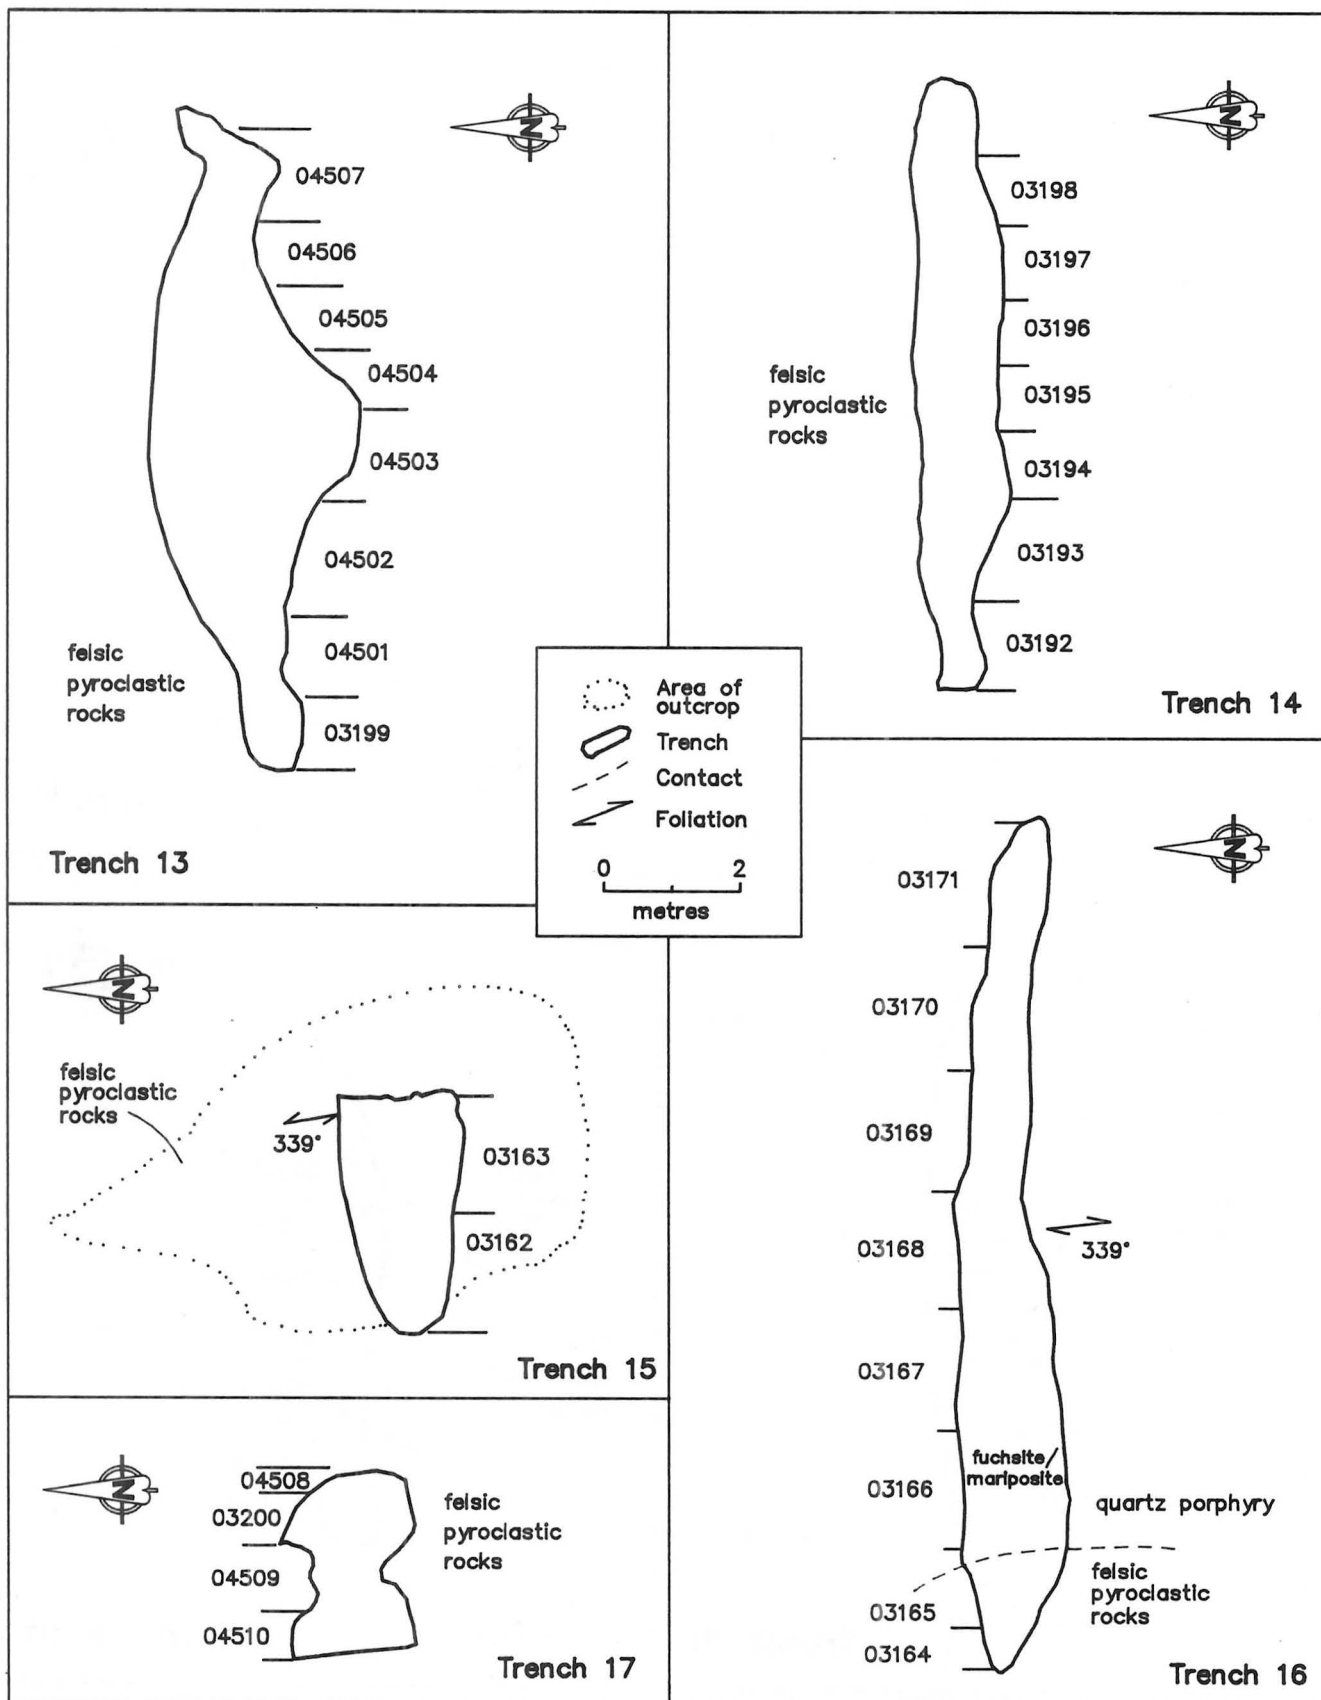 N
04507
04506
04505
04504
04503
04502
04501
03199
felsic
pyroclastic
rocks
Trench 13
N
03198
03197
03196
03195
03194
03193
03192
felsic
pyroclastic
rocks
Trench 14
Area of
outcrop
Trench
Contact
Foliation
0 2
metres
N
felsic
pyroclastic
rocks
339°
03163
03162
Trench 15
N
03171
03170
03169
03168
339°
03167
03166
fuchsite/
mariposite
quartz porphyry
felsic
pyroclastic
rocks
03165
03164
Trench 16
N
04508
03200
04509
04510
felsic
pyroclastic
rocks
Trench 17